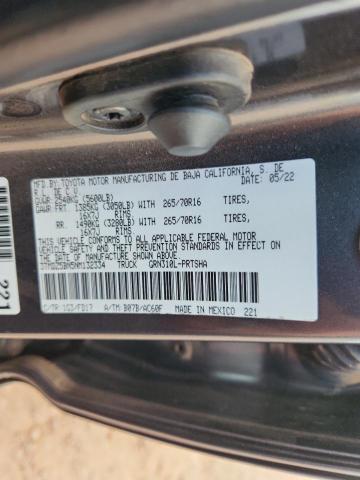 MFD.BY:TOYOTA MOTOR MANUFACTURING DE BAJA CALIFORNIA, S. DE
R.L. DE C.V. DATE: 05/22
GVWR 2540KG (5600LB)
GAWR FRT. 1385KG (3050LB) WITH 265/70R16 TIRES,
16X7J RIMS
RR. 1490KG (3280LB) WITH 265/70R16 TIRES,
16X7J RIMS
THIS VEHICLE CONFORMS TO ALL APPLICABLE FEDERAL MOTOR
VEHICLE SAFETY AND THEFT PREVENTION STANDARDS IN EFFECT
ON THE DATE OF MANUFACTURE SHOWN ABOVE.
TRUCK GRN310L-PRTSHA
C/TR: 1G3/FD17 A/TM: B07B/AC60F MADE IN MEXICO 221
221